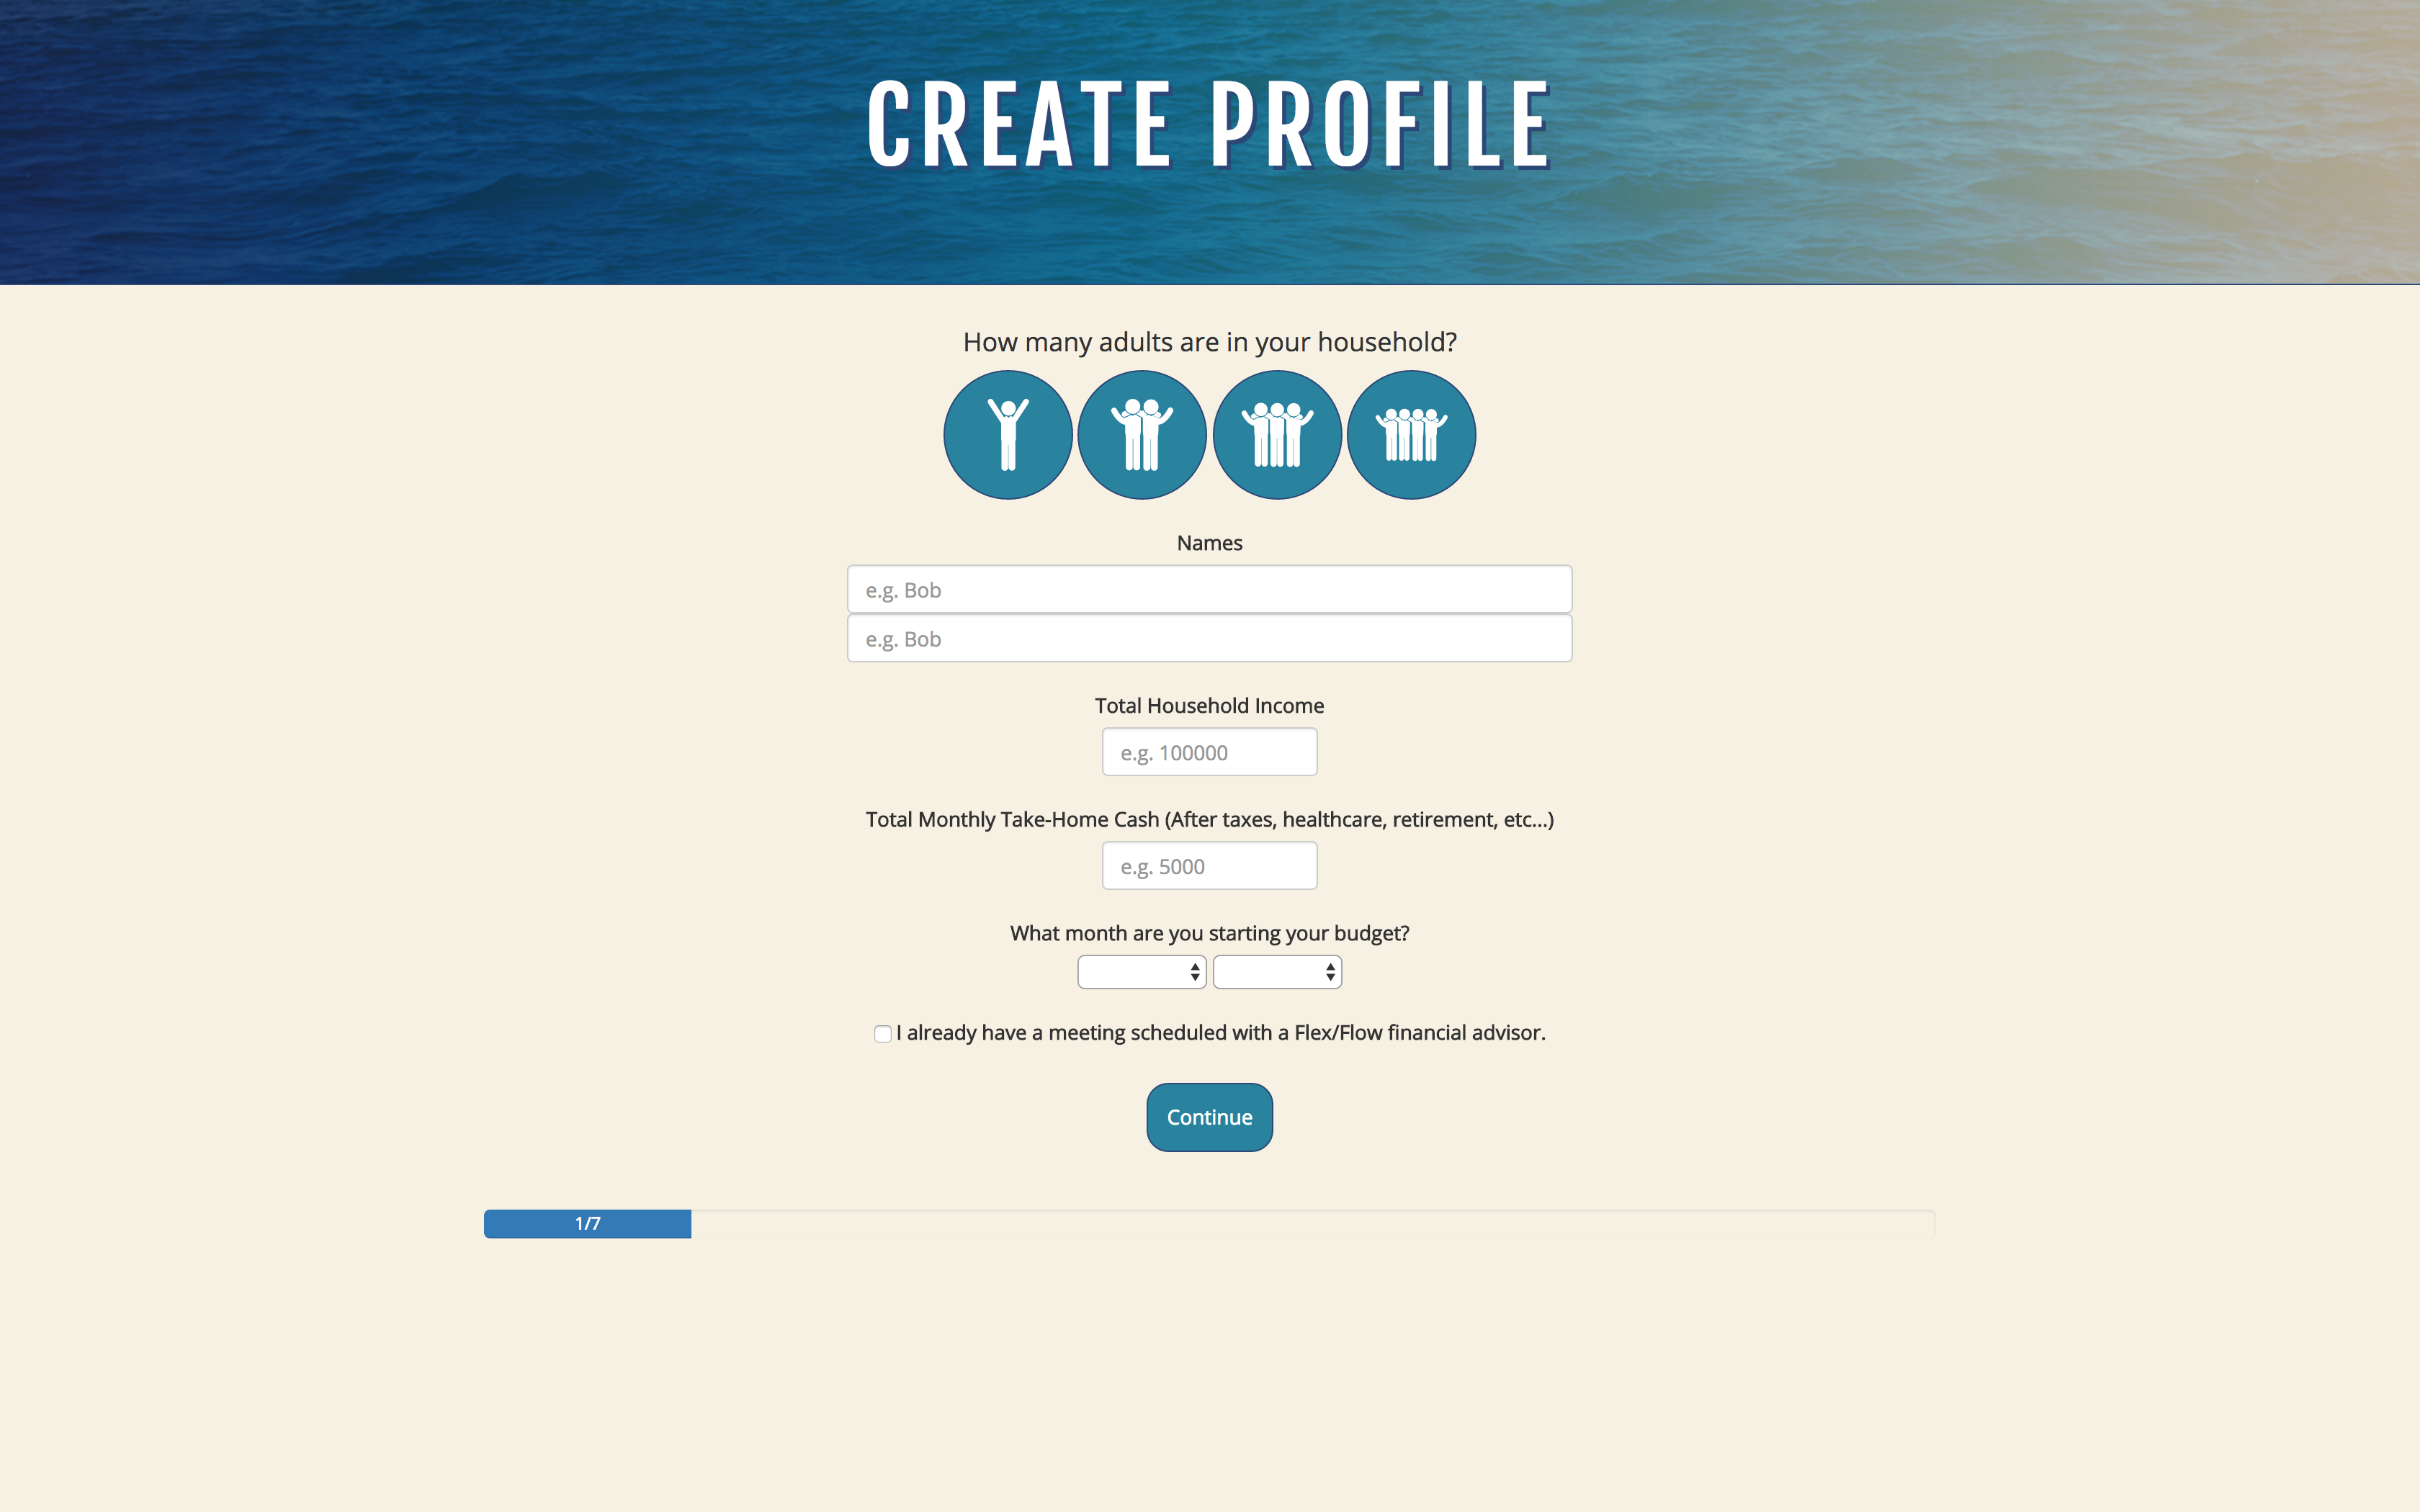 CREATE PROFILE
How many adults are in your household?
Names
e.g. Bob
e.g. Bob
Total Household Income
e.g. 100000
Total Monthly Take-Home Cash (After taxes, healthcare, retirement, etc...)
e.g. 5000
What month are you starting your budget?
I already have a meeting scheduled with a Flex/Flow financial advisor.
Continue
1/7